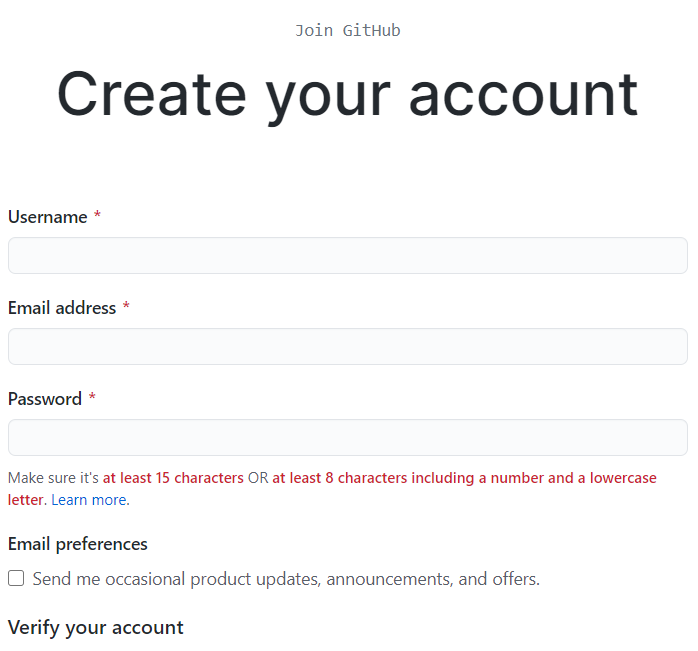 Join GitHub
Create your account
Username *
Email address *
Password *
Make sure it's at least 15 characters OR at least 8 characters including a number and a lowercase
letter. Learn more.
Email preferences
Send me occasional product updates, announcements, and offers.
Verify your account